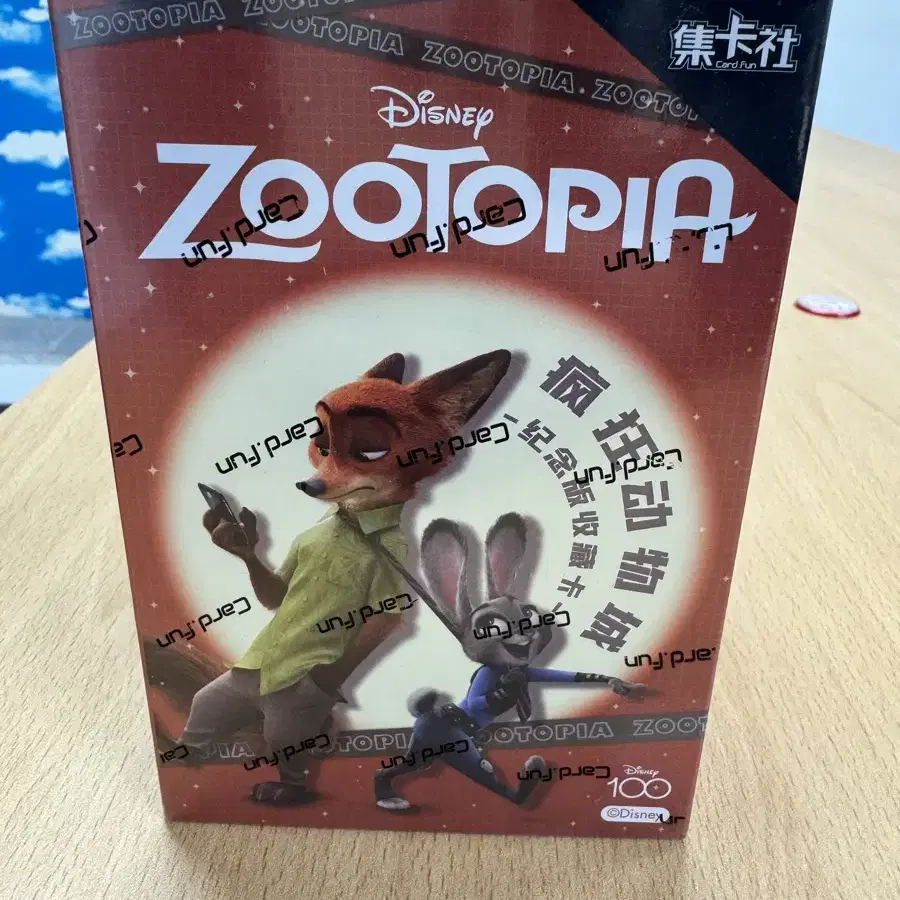 ZOOTOPIA ZOOTOPIA
ZOOTOPIA ZOOTOPIA ZOOTOPIA
集卡社
Card.Fun
Disney
ZOOTOPIA
Card.Fun Card.Fun
疯狂动物城
纪念版收藏卡
Card.Fun Card.Fun Card.Fun
Card.Fun Card.Fun Card.Fun
ZOOTOPIA ZOOTOPIA
Card.Fun Card.Fun Card.Fun
Disney
100
©Disney